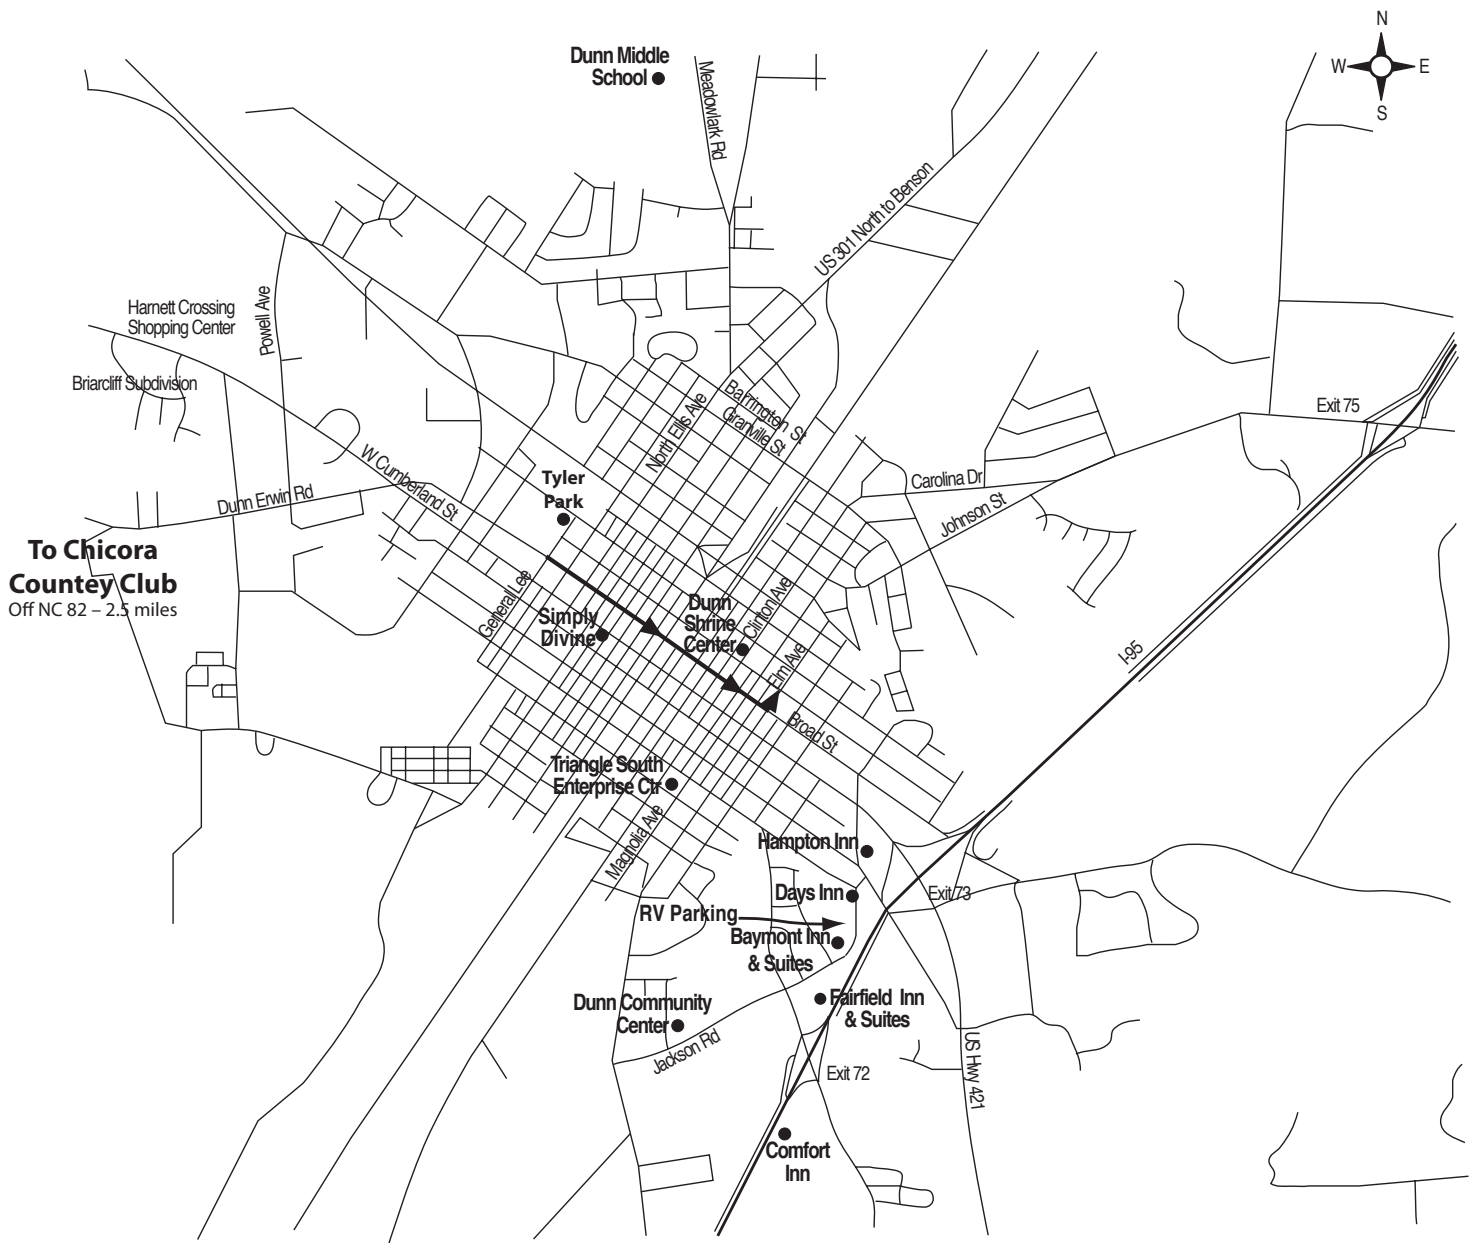 N
W
E
S
Dunn Middle
School
Meadowlark Rd
US 301 North to Benson
Harnett Crossing
Shopping Center
Powell Ave
Briarcliff Subdivision
Barrington St
Granville St
North Ellis Ave
Exit 75
W Cumberland St
Dunn Erwin Rd
Tyler
Park
Carolina Dr
Johnson St
To Chicora
Countey Club
Off NC 82 – 2.5 miles
General Lee
Simply
Divine
Dunn
Shrine
Center
Clinton Ave
Elm Ave
I-95
Broad St
Triangle South
Enterprise Ctr
Magnolia Ave
Hampton Inn
Days Inn
Exit 73
RV Parking
Baymont Inn
& Suites
Fairfield Inn
& Suites
Dunn Community
Center
Jackson Rd
US Hwy 421
Exit 72
Comfort
Inn